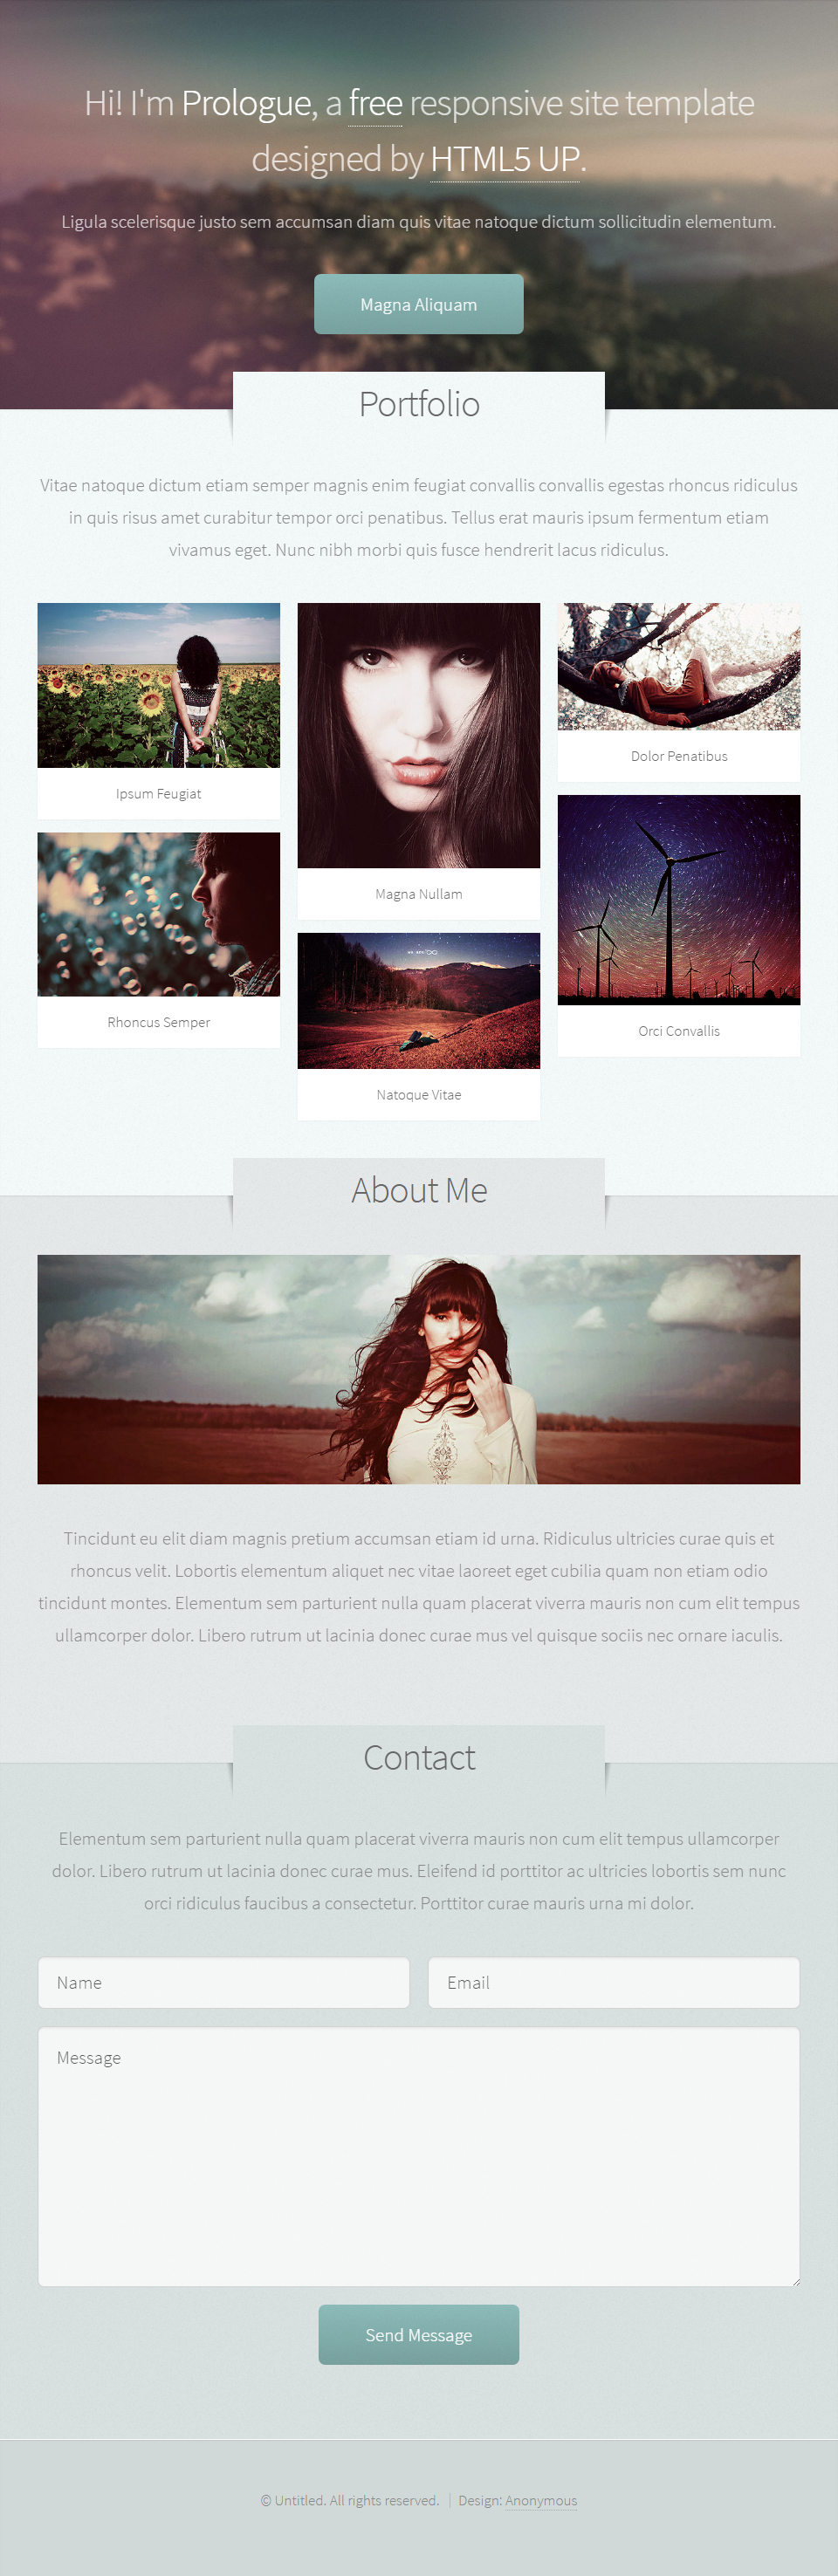 Hi! I'm Prologue, a free responsive site template
designed by HTML5 UP.
Ligula scelerisque justo sem accumsan diam quis vitae natoque dictum sollicitudin elementum.
Magna Aliquam
Portfolio
Vitae natoque dictum etiam semper magnis enim feugiat convallis convallis egestas rhoncus ridiculus
in quis risus amet curabitur tempor orci penatibus. Tellus erat mauris ipsum fermentum etiam
vivamus eget. Nunc nibh morbi quis fusce hendrerit lacus ridiculus.
Ipsum Feugiat
Rhoncus Semper
Magna Nullam
Natoque Vitae
Dolor Penatibus
Orci Convallis
About Me
Tincidunt eu elit diam magnis pretium accumsan etiam id urna. Ridiculus ultricies curae quis et
rhoncus velit. Lobortis elementum aliquet nec vitae laoreet eget cubilia quam non etiam odio
tincidunt montes. Elementum sem parturient nulla quam placerat viverra mauris non cum elit tempus
ullamcorper dolor. Libero rutrum ut lacinia donec curae mus vel quisque sociis nec ornare iaculis.
Contact
Elementum sem parturient nulla quam placerat viverra mauris non cum elit tempus ullamcorper
dolor. Libero rutrum ut lacinia donec curae mus. Eleifend id porttitor ac ultricies lobortis sem nunc
orci ridiculus faucibus a consectetur. Porttitor curae mauris urna mi dolor.
Name
Email
Message
Send Message
© Untitled. All rights reserved. | Design: Anonymous